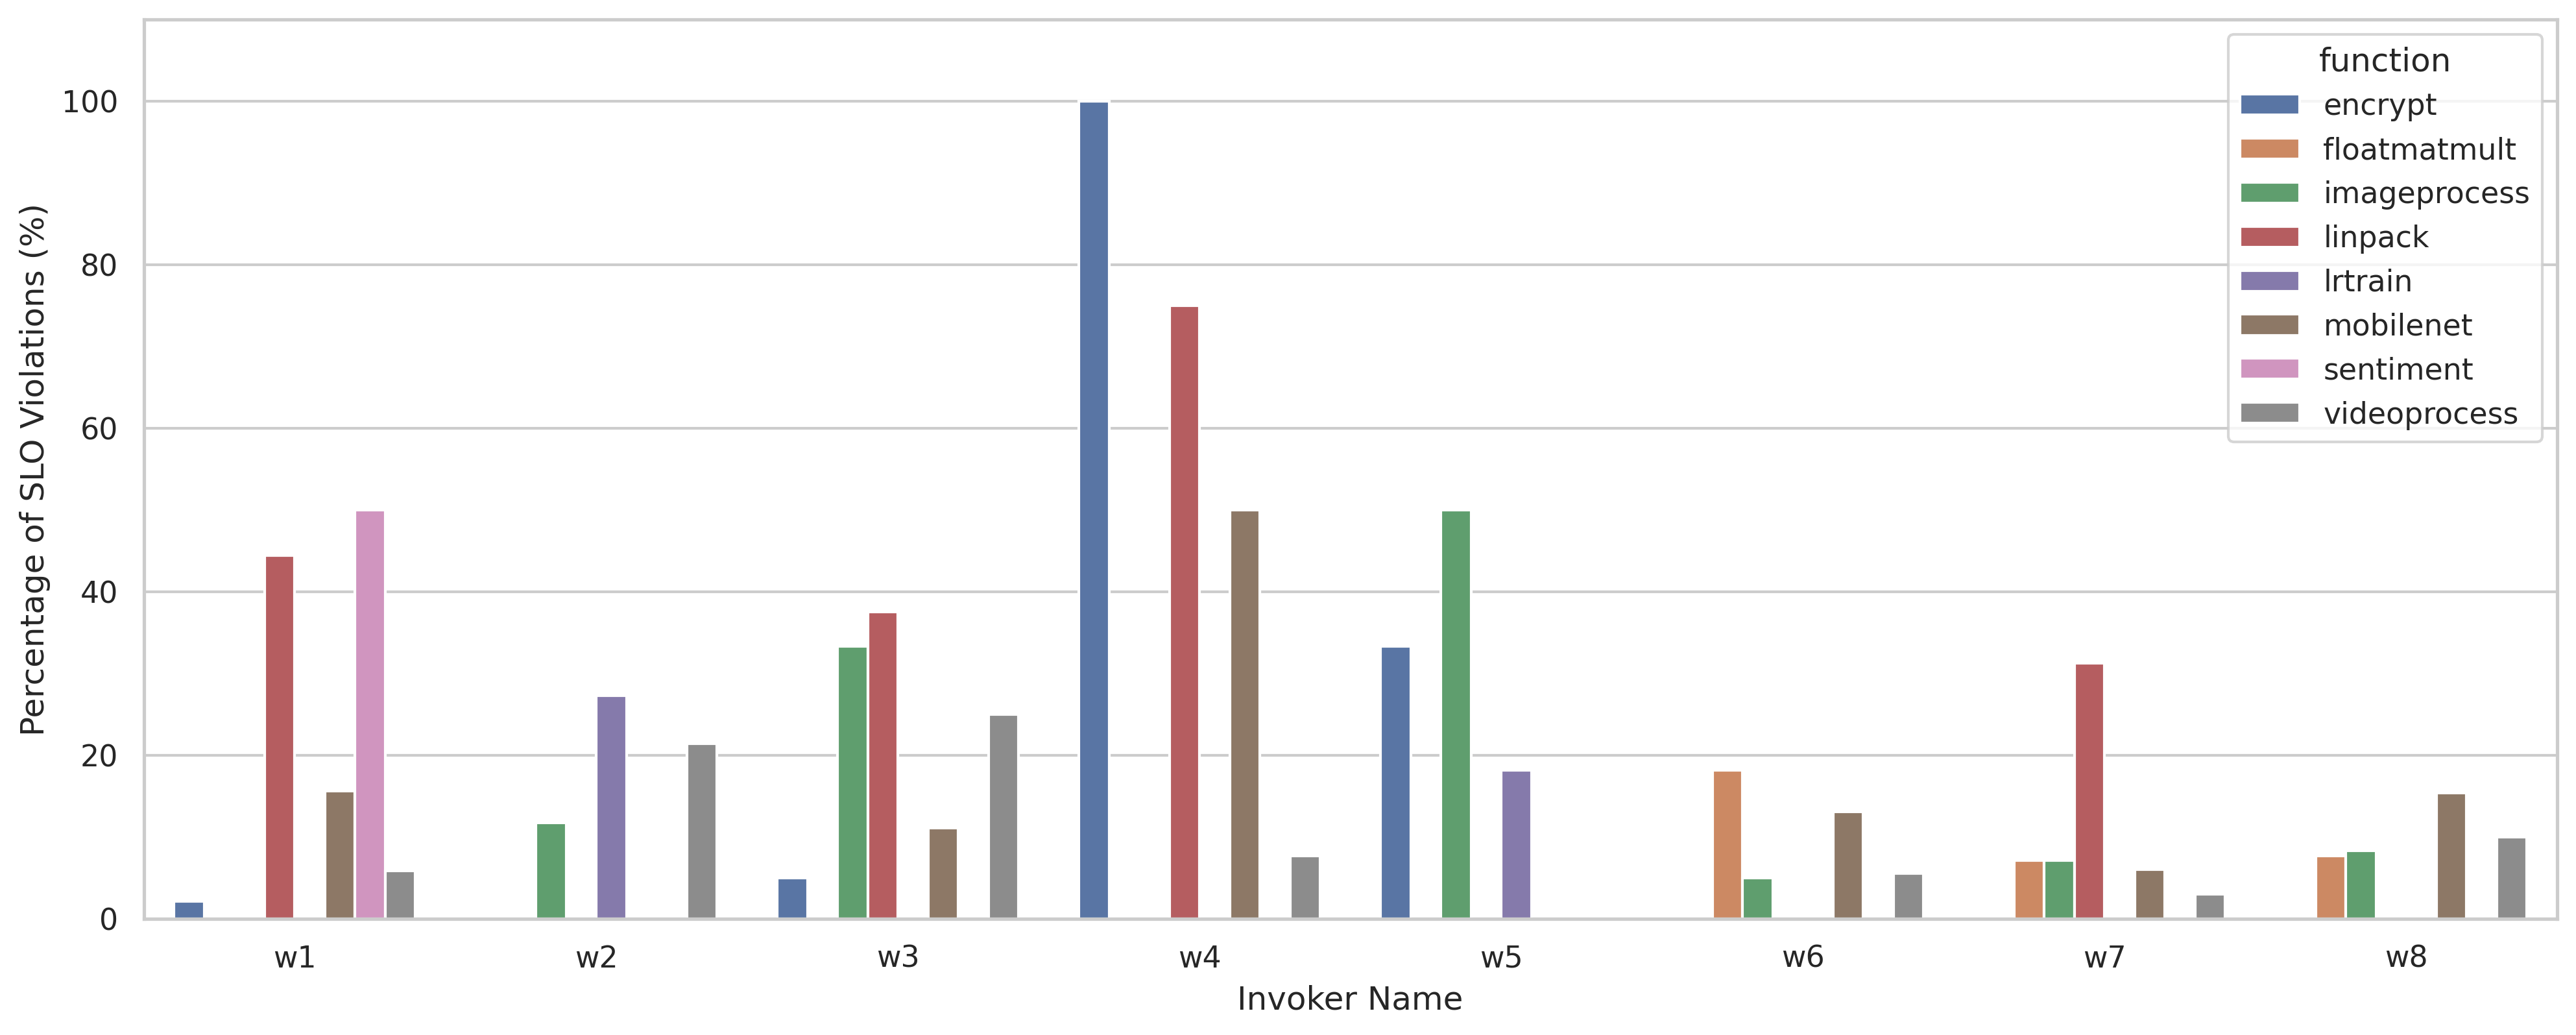 Percentage of SLO Violations (%)
100
80
60
40
20
0
function
encrypt
floatmatmult
imageprocess
linpack
lrtrain
mobilenet
sentiment
videoprocess
w1
w2
w3
w4
w5
w6
w7
w8
Invoker Name